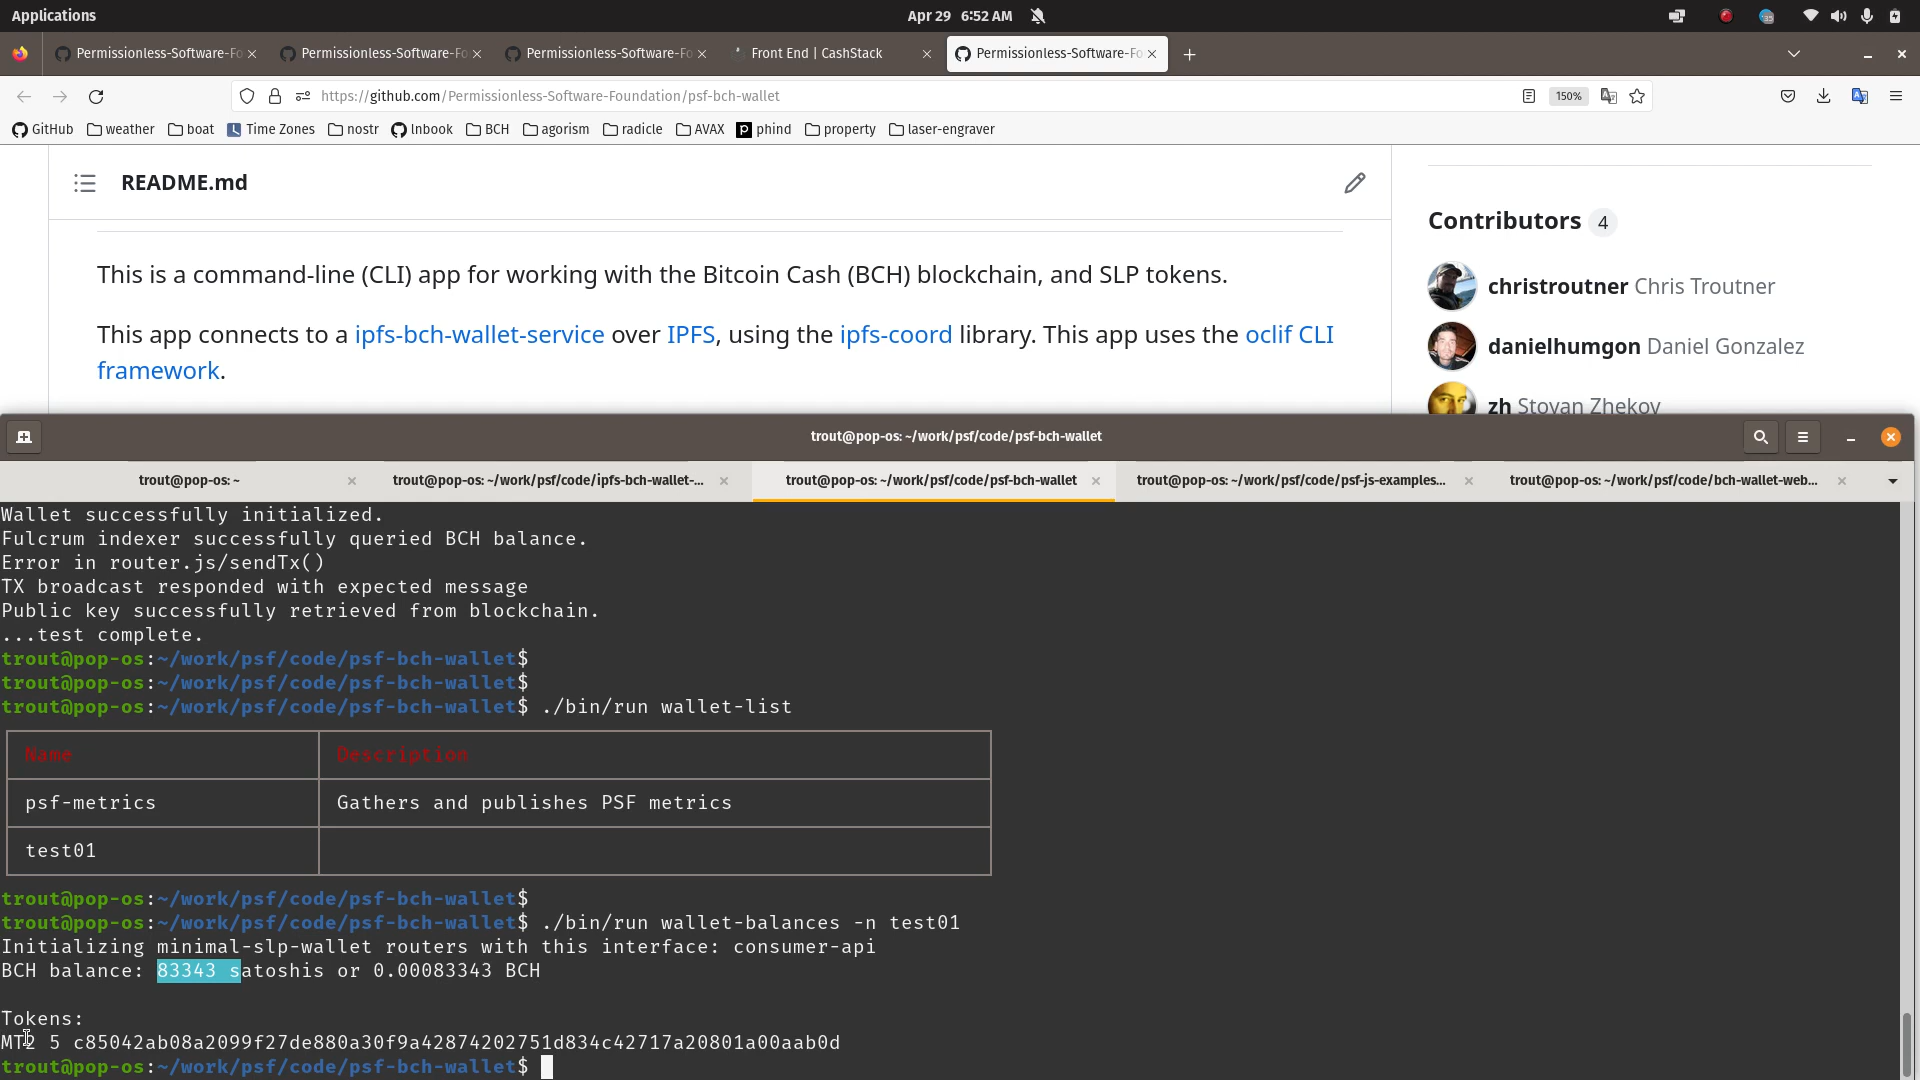 Applications
Apr 29 6:52 AM
Permissionless-Software-Fo
Permissionless-Software-Fo
Permissionless-Software-Fo
Front End | CashStack
Permissionless-Software-Fo
https://github.com/Permissionless-Software-Foundation/psf-bch-wallet
150%
GitHub
weather
boat
Time Zones
nostr
lnbook
BCH
agorism
radicle
AVAX
phind
property
laser-engraver
README.md
This is a command-line (CLI) app for working with the Bitcoin Cash (BCH) blockchain, and SLP tokens.
This app connects to a ipfs-bch-wallet-service over IPFS, using the ipfs-coord library. This app uses the oclif CLI
framework.
Contributors 4
christroutner Chris Troutner
danielhumgon Daniel Gonzalez
zh Stoyan Zhekov
trout@pop-os: ~/work/psf/code/psf-bch-wallet
trout@pop-os: ~
trout@pop-os: ~/work/psf/code/ipfs-bch-wallet-...
trout@pop-os: ~/work/psf/code/psf-bch-wallet
trout@pop-os: ~/work/psf/code/psf-js-examples...
trout@pop-os: ~/work/psf/code/bch-wallet-web...
Wallet successfully initialized.
Fulcrum indexer successfully queried BCH balance.
Error in router.js/sendTx()
TX broadcast responded with expected message
Public key successfully retrieved from blockchain.
...test complete.
trout@pop-os:~/work/psf/code/psf-bch-wallet$
trout@pop-os:~/work/psf/code/psf-bch-wallet$
trout@pop-os:~/work/psf/code/psf-bch-wallet$ ./bin/run wallet-list
Name Description
psf-metrics Gathers and publishes PSF metrics
test01
trout@pop-os:~/work/psf/code/psf-bch-wallet$
trout@pop-os:~/work/psf/code/psf-bch-wallet$ ./bin/run wallet-balances -n test01
Initializing minimal-slp-wallet routers with this interface: consumer-api
BCH balance: 83343 satoshis or 0.00083343 BCH
Tokens:
MT2 5 c85042ab08a2099f27de880a30f9a42874202751d834c42717a20801a00aab0d
trout@pop-os:~/work/psf/code/psf-bch-wallet$